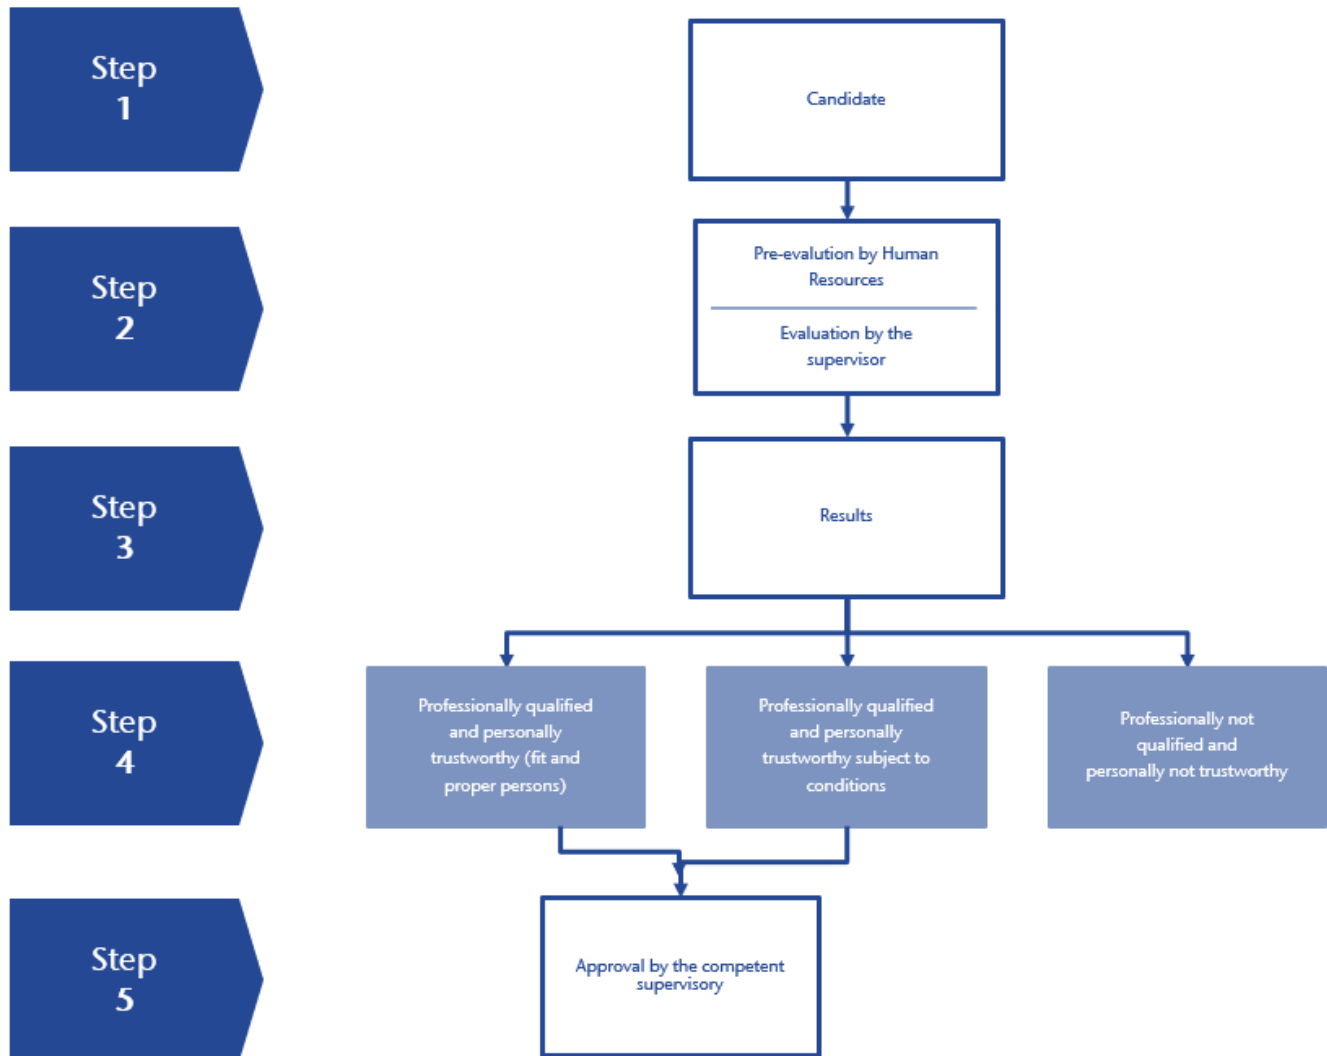 Step
1
Candidate
Step
2
Pre-evalution by Human
Resources
Evaluation by the
supervisor
Step
3
Results
Step
4
Professionally qualified
and personally
trustworthy (fit and
proper persons)
Professionally qualified
and personally
trustworthy subject to
conditions
Professionally not
qualified and
personally not trustworthy
Step
5
Approval by the competent
supervisory